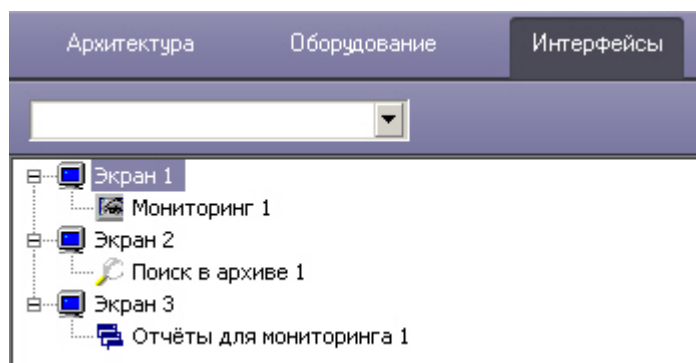 Архитектура Оборудование Интерфейсы
Экран 1
Мониторинг 1
Экран 2
Поиск в архиве 1
Экран 3
Отчёты для мониторинга 1